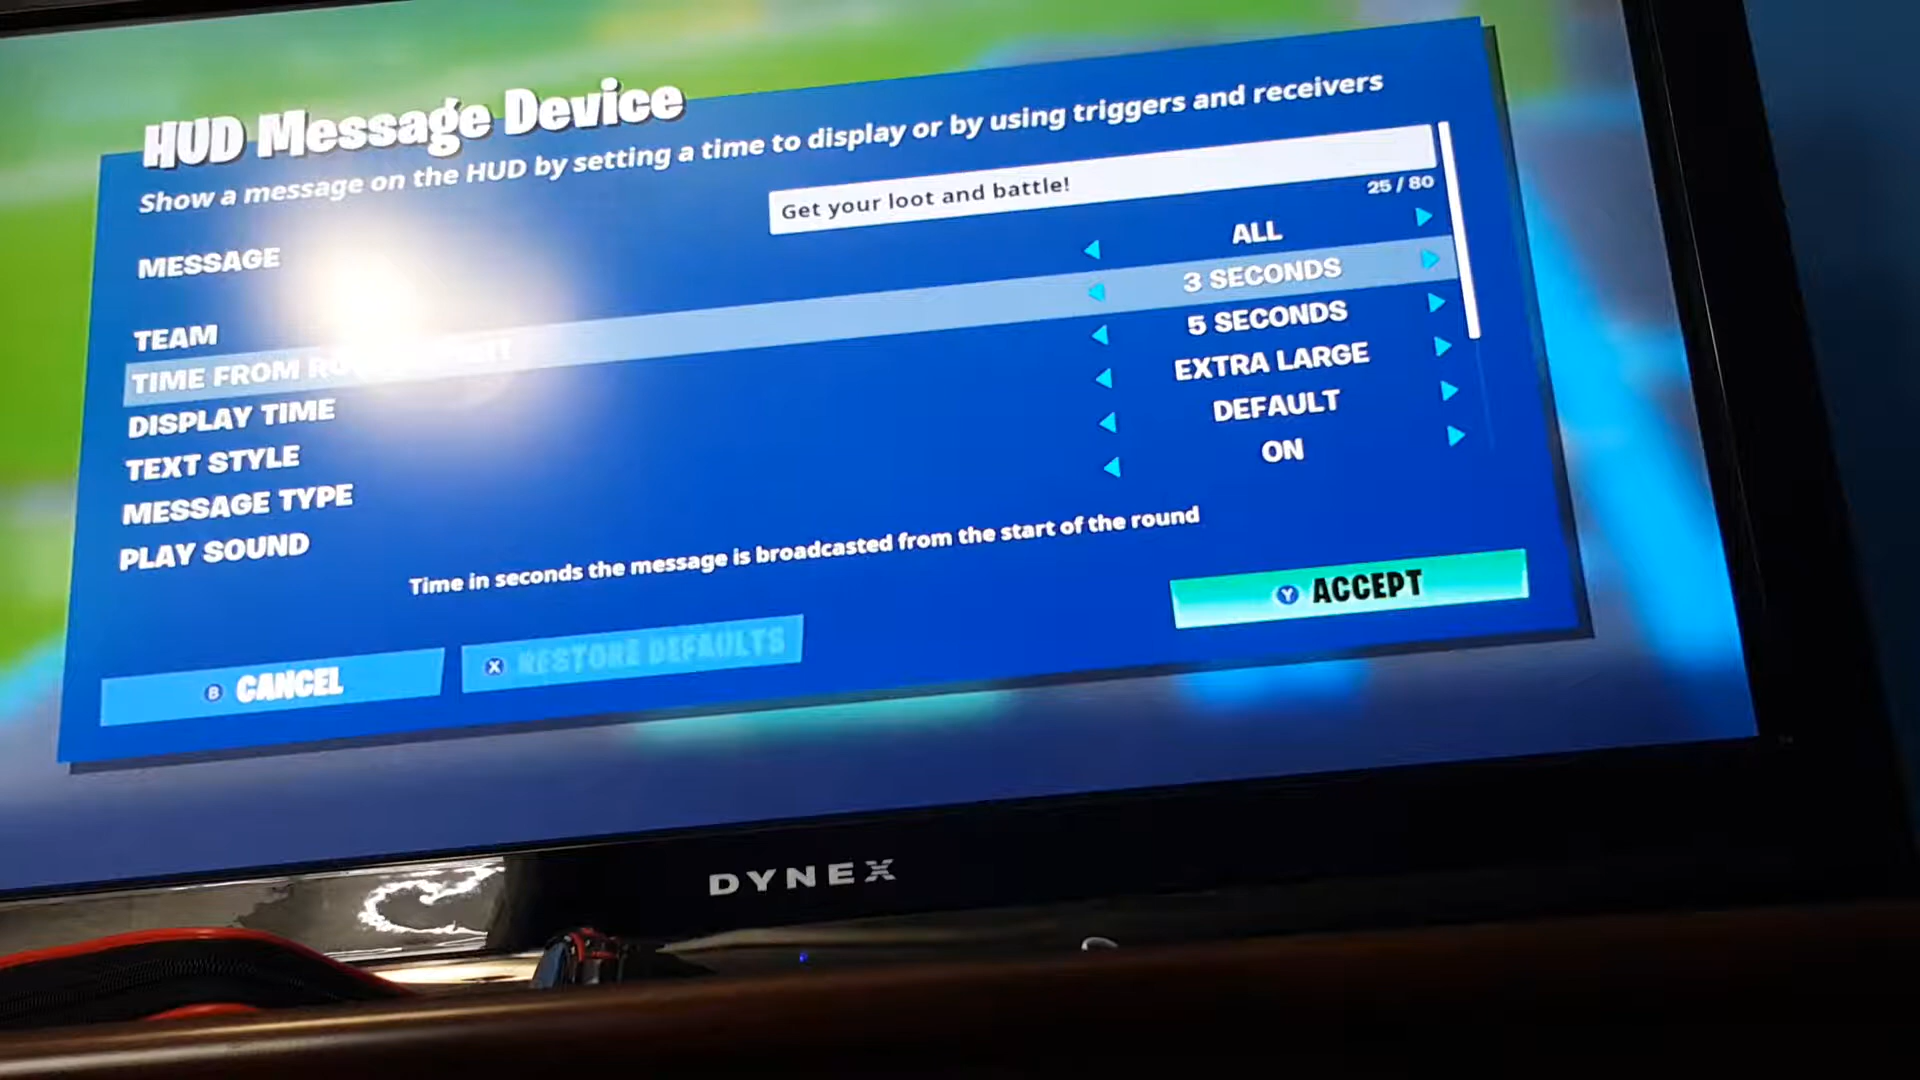 HUD Message Device
Show a message on the HUD by setting a time to display or by using triggers and receivers
MESSAGE
Get your loot and battle!
25 / 80
TEAM
ALL
TIME FROM
3 SECONDS
DISPLAY TIME
5 SECONDS
TEXT STYLE
EXTRA LARGE
MESSAGE TYPE
DEFAULT
PLAY SOUND
ON
Time in seconds the message is broadcasted from the start of the round
B CANCEL
X RESTORE DEFAULTS
Y ACCEPT
DYNEX